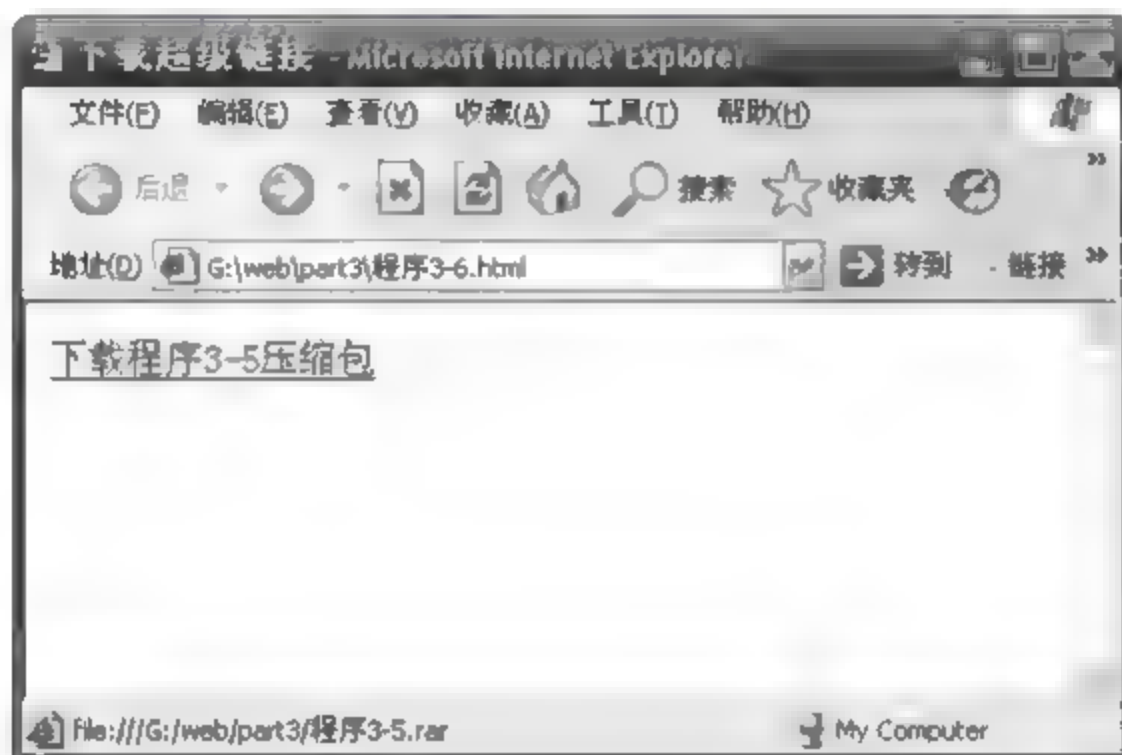 下载超级链接 - Microsoft Internet Explorer
文件(F) 编辑(E) 查看(V) 收藏(A) 工具(T) 帮助(H)
后退 搜索 收藏夹 »
地址(D) G:\web\part3\程序3-6.html 转到 链接 »
下载程序3-5压缩包
file:///G:/web/part3/程序3-5.rar My Computer